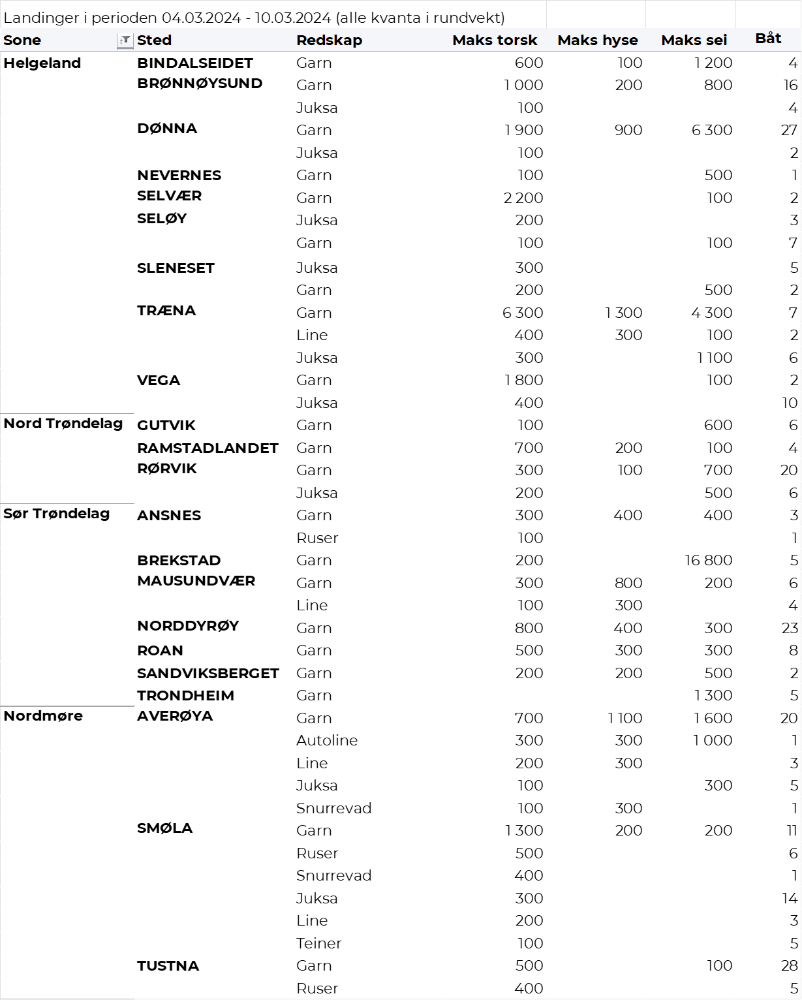 Landinger i perioden 04.03.2024 - 10.03.2024 (alle kvanta i rundvekt)
Sone Sted Redskap Maks torsk Maks hyse Maks sei Båt
Helgeland BINDALSEIDET Garn 600 100 1 200 4
BRØNNØYSUND Garn 1 000 200 800 16
Juksa 100 4
DØNNA Garn 1 900 900 6 300 27
Juksa 100 2
NEVERNES Garn 100 500 1
SELVÆR Garn 2 200 100 2
SELØY Juksa 200 3
Garn 100 100 7
SLENESET Juksa 300 5
Garn 200 500 2
TRÆNA Garn 6 300 1 300 4 300 7
Line 400 300 100 2
Juksa 300 1 100 6
VEGA Garn 1 800 100 2
Juksa 400 10
Nord Trøndelag GUTVIK Garn 100 600 6
RAMSTADLANDET Garn 700 200 100 4
RØRVIK Garn 300 100 700 20
Juksa 200 500 6
Sør Trøndelag ANSNES Garn 300 400 400 3
Ruser 100 1
BREKSTAD Garn 200 16 800 5
MAUSUNDVÆR Garn 300 800 200 6
Line 100 300 4
NORDDYRØY Garn 800 400 300 23
ROAN Garn 500 300 300 8
SANDVIKSBERGET Garn 200 200 500 2
TRONDHEIM Garn 1 300 5
Nordmøre AVERØYA Garn 700 1 100 1 600 20
Autoline 300 300 1 000 1
Line 200 300 3
Juksa 100 300 5
Snurrevad 100 300 1
SMØLA Garn 1 300 200 200 11
Ruser 500 6
Snurrevad 400 1
Juksa 300 14
Line 200 3
Teiner 100 5
TUSTNA Garn 500 100 28
Ruser 400 5